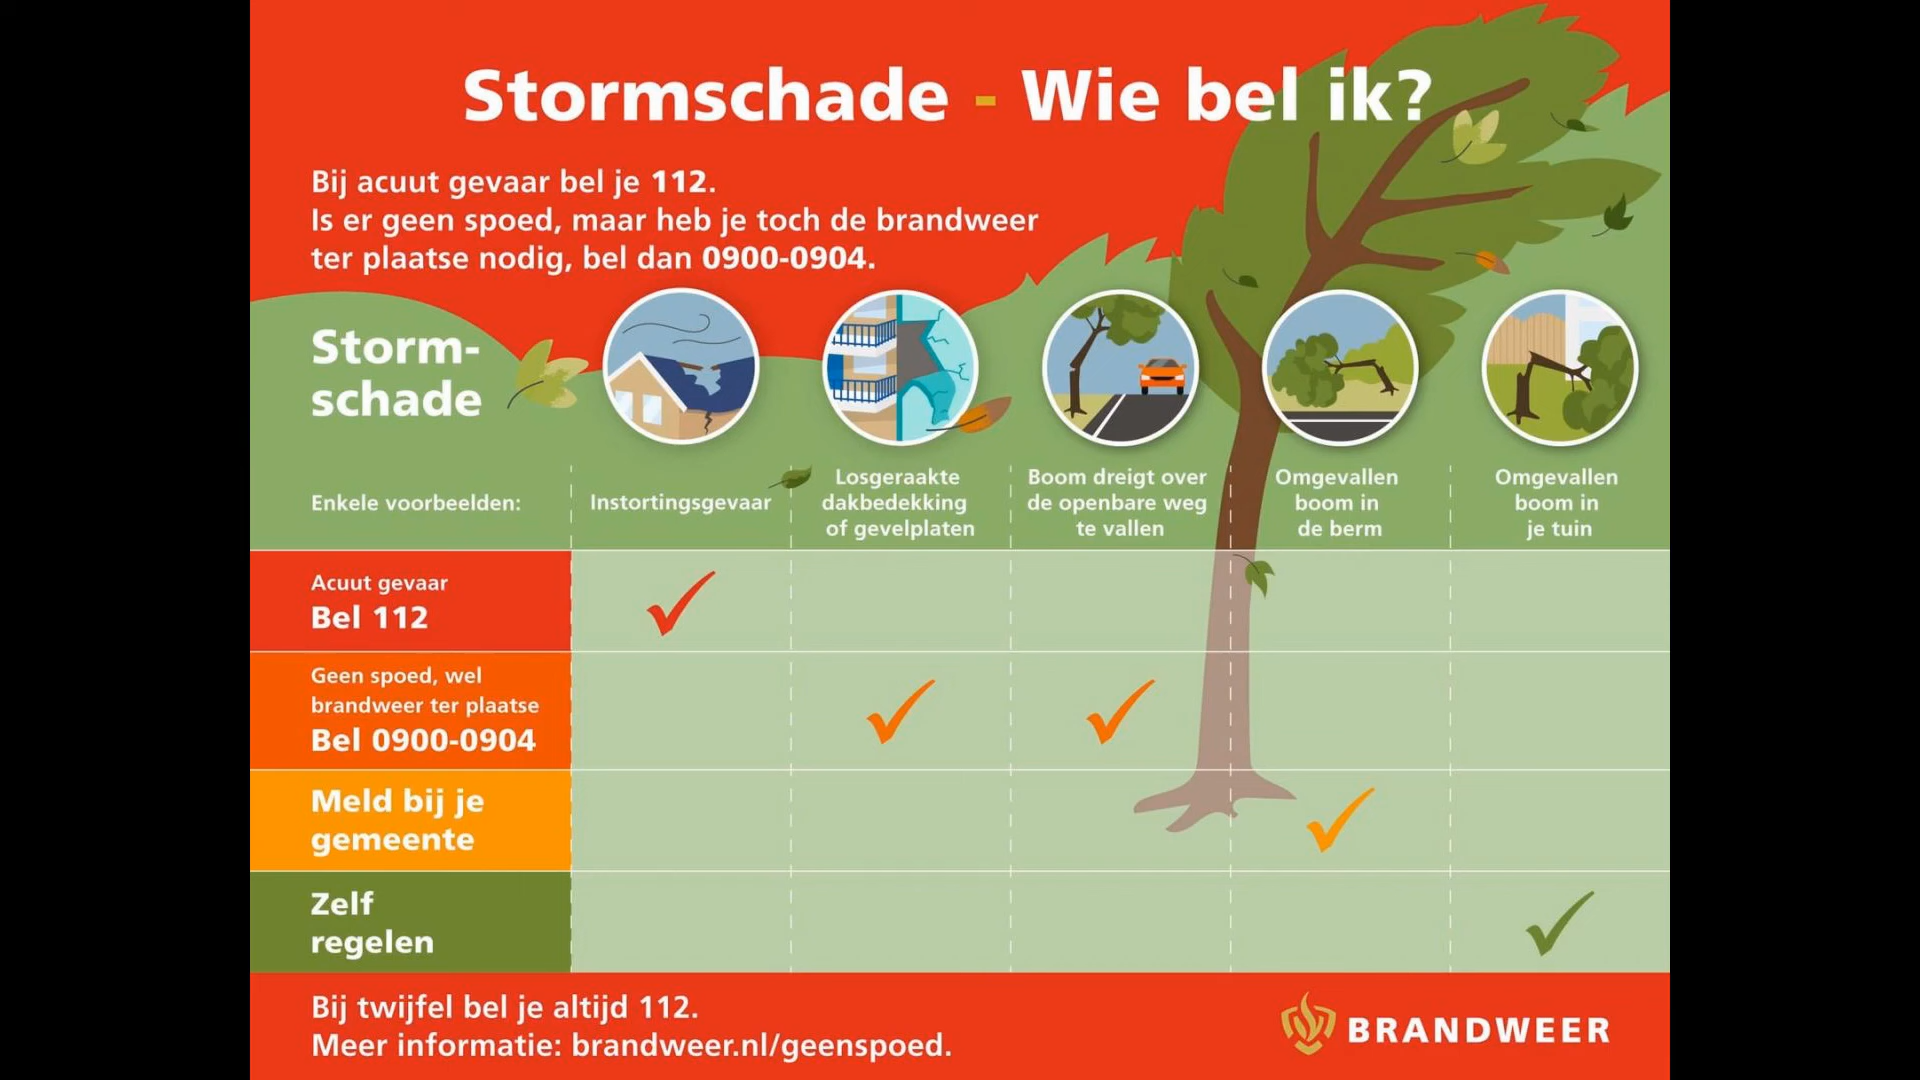 Stormschade - Wie bel ik?
Bij acuut gevaar bel je 112.
Is er geen spoed, maar heb je toch de brandweer
ter plaatse nodig, bel dan 0900-0904.
Storm-
schade
Enkele voorbeelden:
Instortingsgevaar
Losgeraakte
dakbedekking
of gevelplaten
Boom dreigt over
de openbare weg
te vallen
Omgevallen
boom in
de berm
Omgevallen
boom in
je tuin
Acuut gevaar
Bel 112
Geen spoed, wel
brandweer ter plaatse
Bel 0900-0904
Meld bij je
gemeente
Zelf
regelen
Bij twijfel bel je altijd 112.
Meer informatie: brandweer.nl/geenspoed.
BRANDWEER